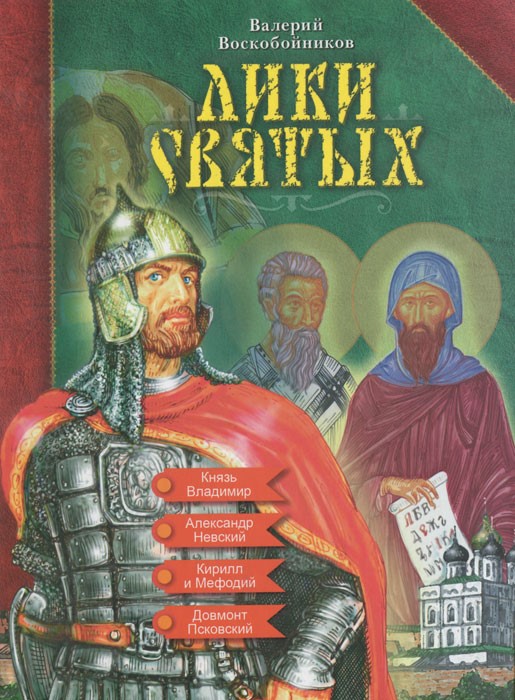 Валерий
Воскобойников
ЛИКИ
СВЯТЫХ
Князь
Владимир
Александр
Невский
Кирилл
и Мефодий
Довмонт
Псковский